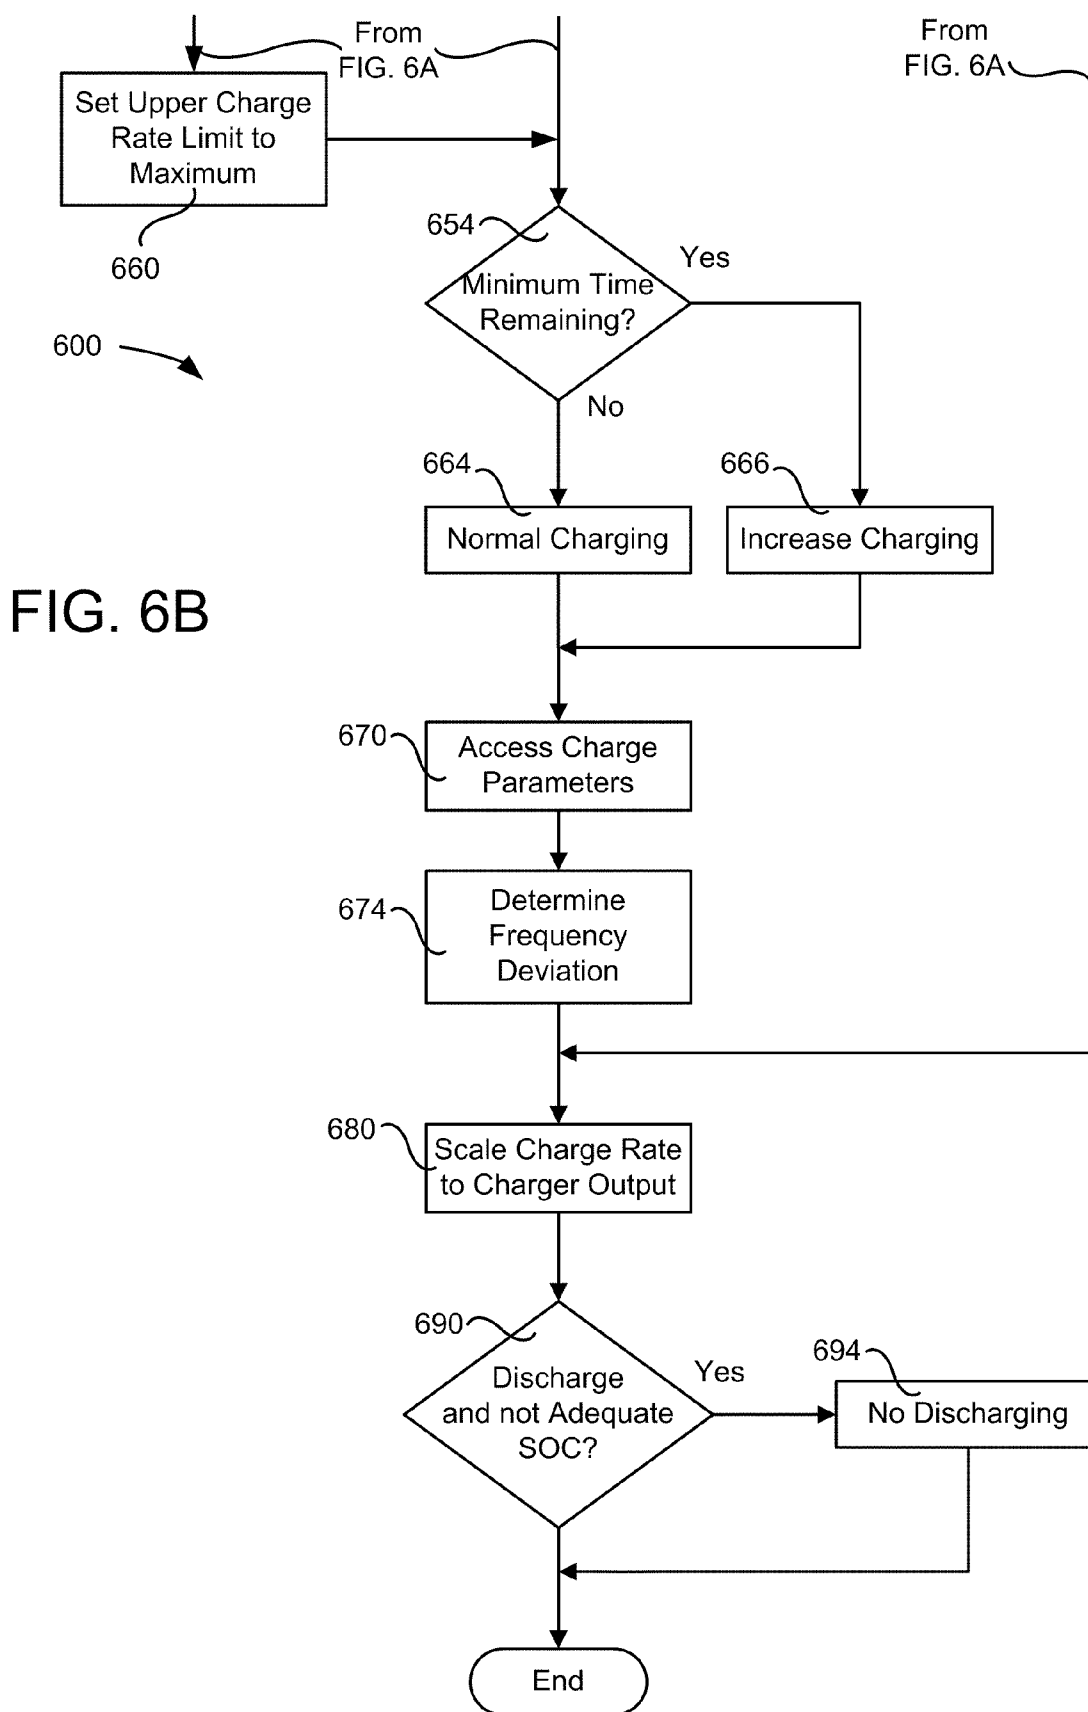 From
FIG. 6A
From
FIG. 6A
Set Upper Charge
Rate Limit to
Maximum
660
654
Yes
Minimum Time
Remaining?
600
No
664
666
Normal Charging
Increase Charging
FIG. 6B
670
Access Charge
Parameters
674
Determine
Frequency
Deviation
680
Scale Charge Rate
to Charger Output
690
Discharge
and not Adequate
SOC?
Yes
694
No Discharging
End